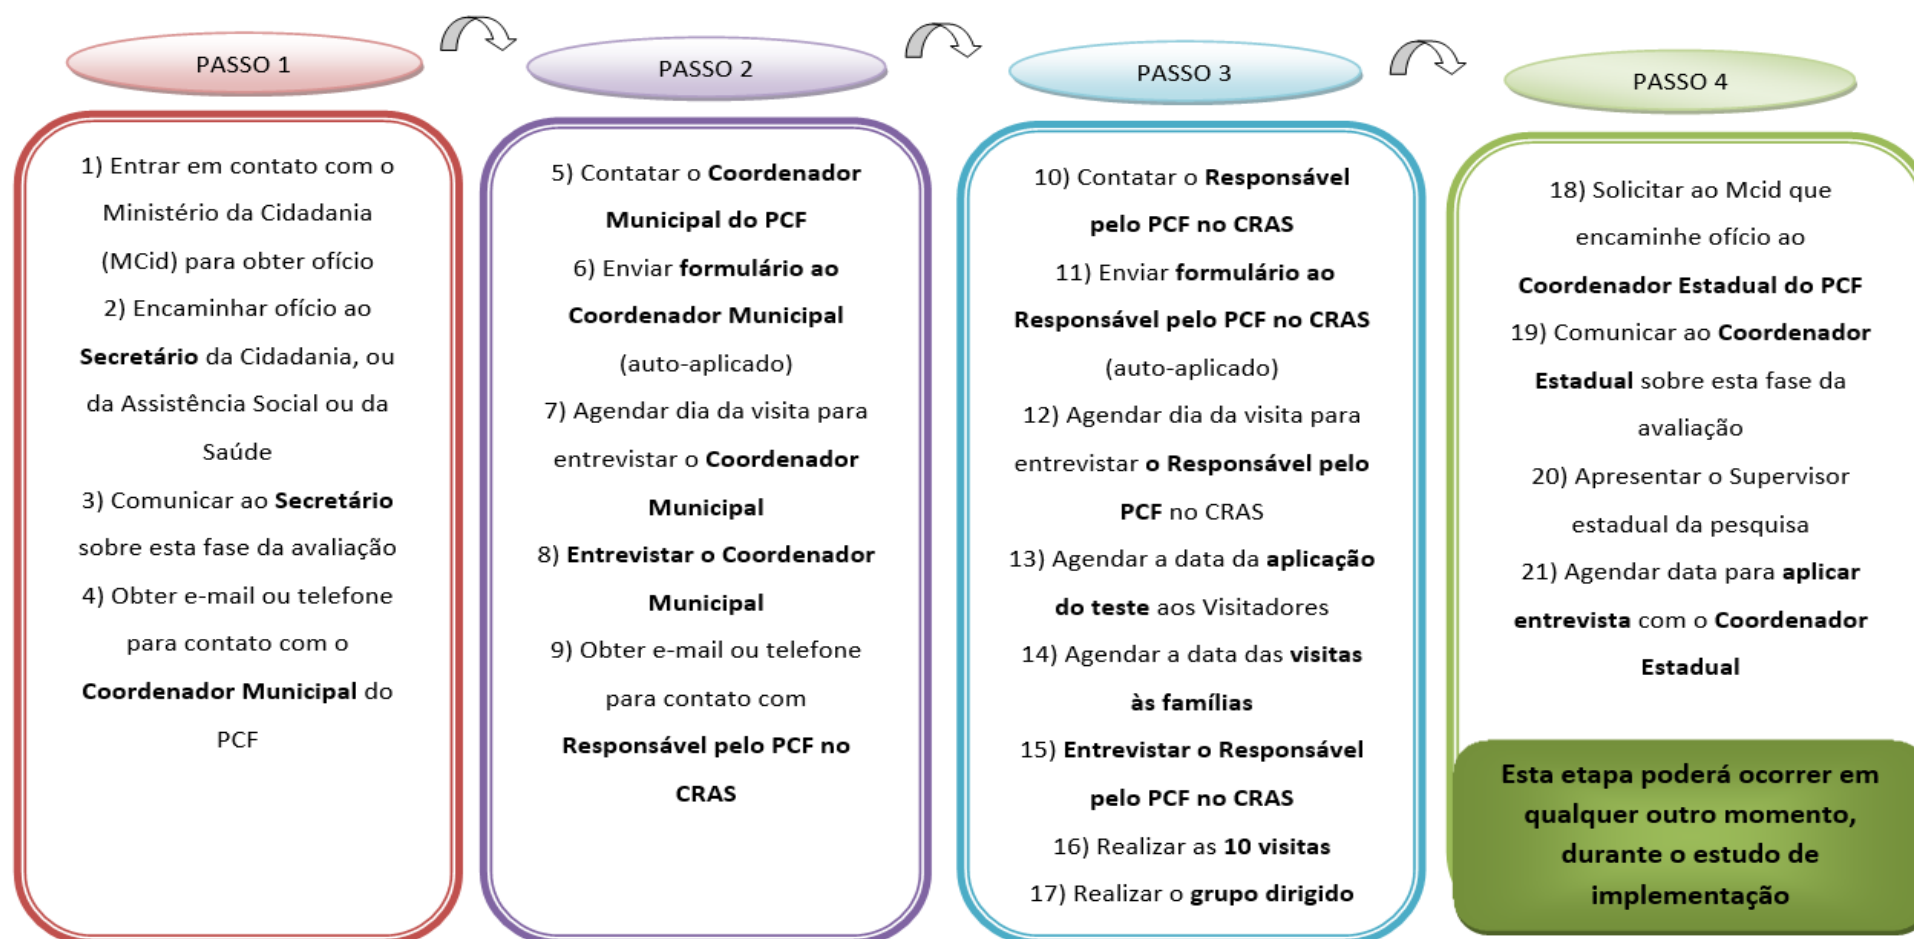 PASSO 1
1) Entrar em contato com o
Ministério da Cidadania
(MCid) para obter ofício
2) Encaminhar ofício ao
Secretário da Cidadania, ou
da Assistência Social ou da
Saúde
3) Comunicar ao Secretário
sobre esta fase da avaliação
4) Obter e-mail ou telefone
para contato com o
Coordenador Municipal do
PCF
PASSO 2
5) Contatar o Coordenador
Municipal do PCF
6) Enviar formulário ao
Coordenador Municipal
(auto-aplicado)
7) Agendar dia da visita para
entrevistar o Coordenador
Municipal
8) Entrevistar o Coordenador
Municipal
9) Obter e-mail ou telefone
para contato com
Responsável pelo PCF no
CRAS
PASSO 3
10) Contatar o Responsável
pelo PCF no CRAS
11) Enviar formulário ao
Responsável pelo PCF no CRAS
(auto-aplicado)
12) Agendar dia da visita para
entrevistar o Responsável pelo
PCF no CRAS
13) Agendar a data da aplicação
do teste aos Visitadores
14) Agendar a data das visitas
às famílias
15) Entrevistar o Responsável
pelo PCF no CRAS
16) Realizar as 10 visitas
17) Realizar o grupo dirigido
PASSO 4
18) Solicitar ao Mcid que
encaminhe ofício ao
Coordenador Estadual do PCF
19) Comunicar ao Coordenador
Estadual sobre esta fase da
avaliação
20) Apresentar o Supervisor
estadual da pesquisa
21) Agendar data para aplicar
entrevista com o Coordenador
Estadual
Esta etapa poderá ocorrer em
qualquer outro momento,
durante o estudo de
implementação